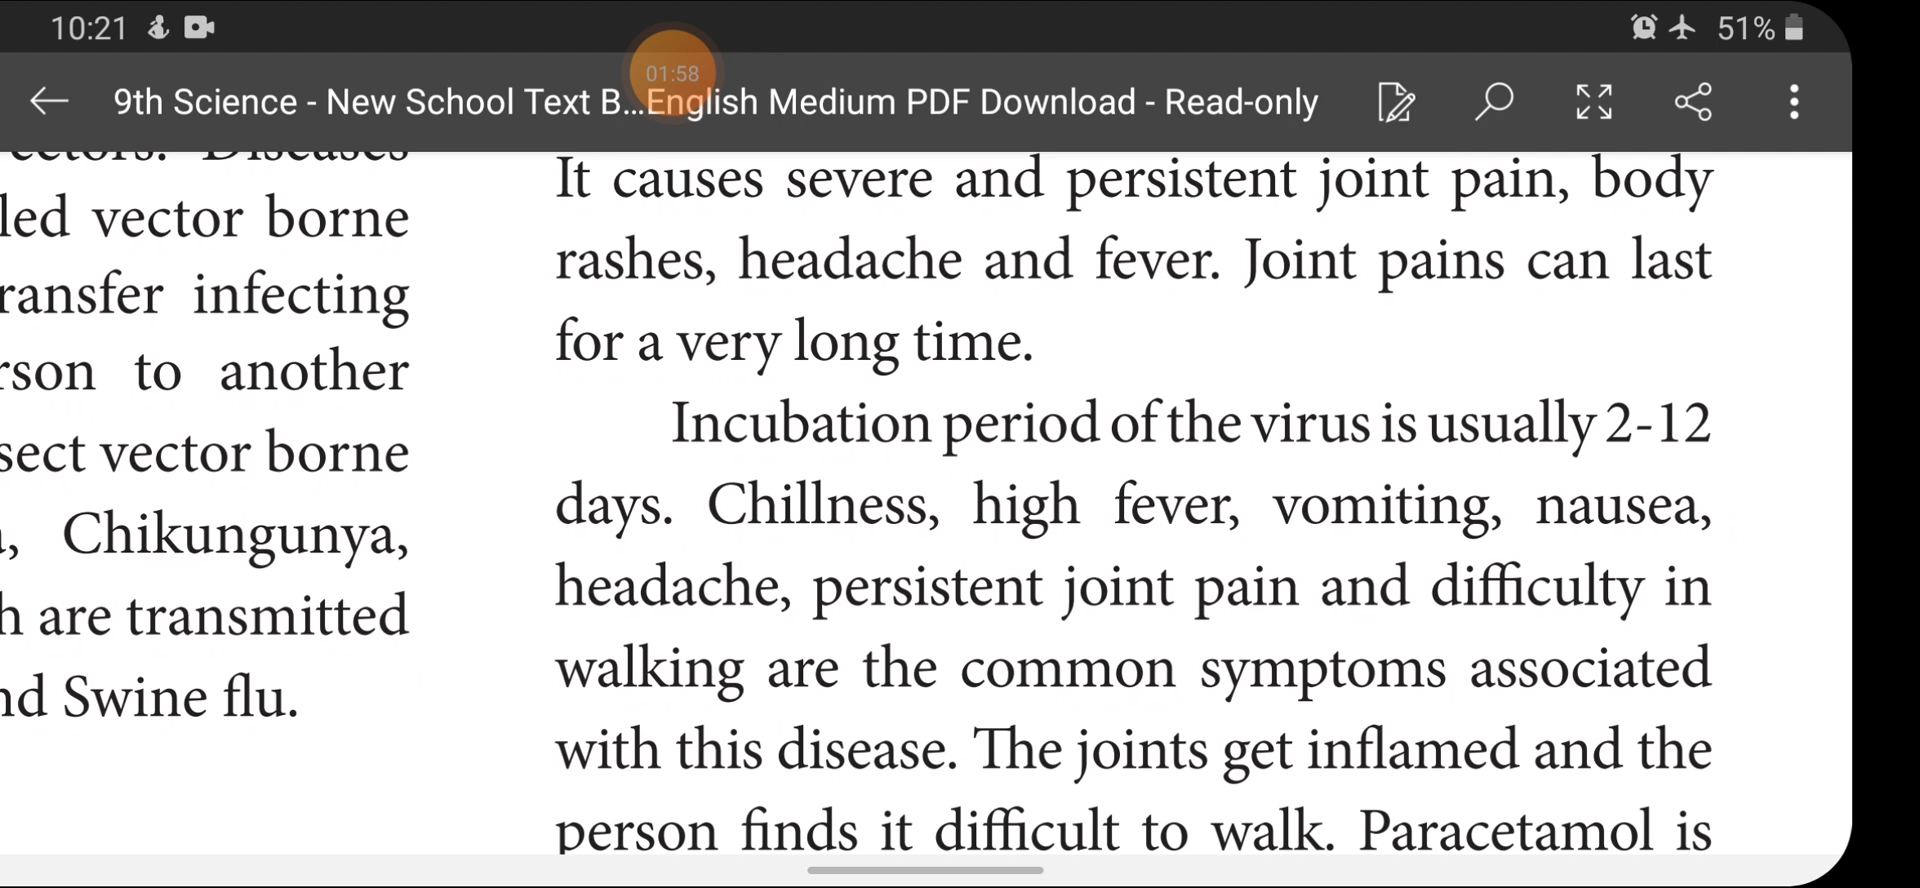 10:21
51%
01:58
9th Science - New School Text B...English Medium PDF Download - Read-only
ectors. Diseases
led vector borne
ransfer infecting
rson to another
sect vector borne
, Chikungunya,
h are transmitted
nd Swine flu.
It causes severe and persistent joint pain, body
rashes, headache and fever. Joint pains can last
for a very long time.
Incubation period of the virus is usually 2-12
days. Chillness, high fever, vomiting, nausea,
headache, persistent joint pain and difficulty in
walking are the common symptoms associated
with this disease. The joints get inflamed and the
person finds it difficult to walk. Paracetamol is